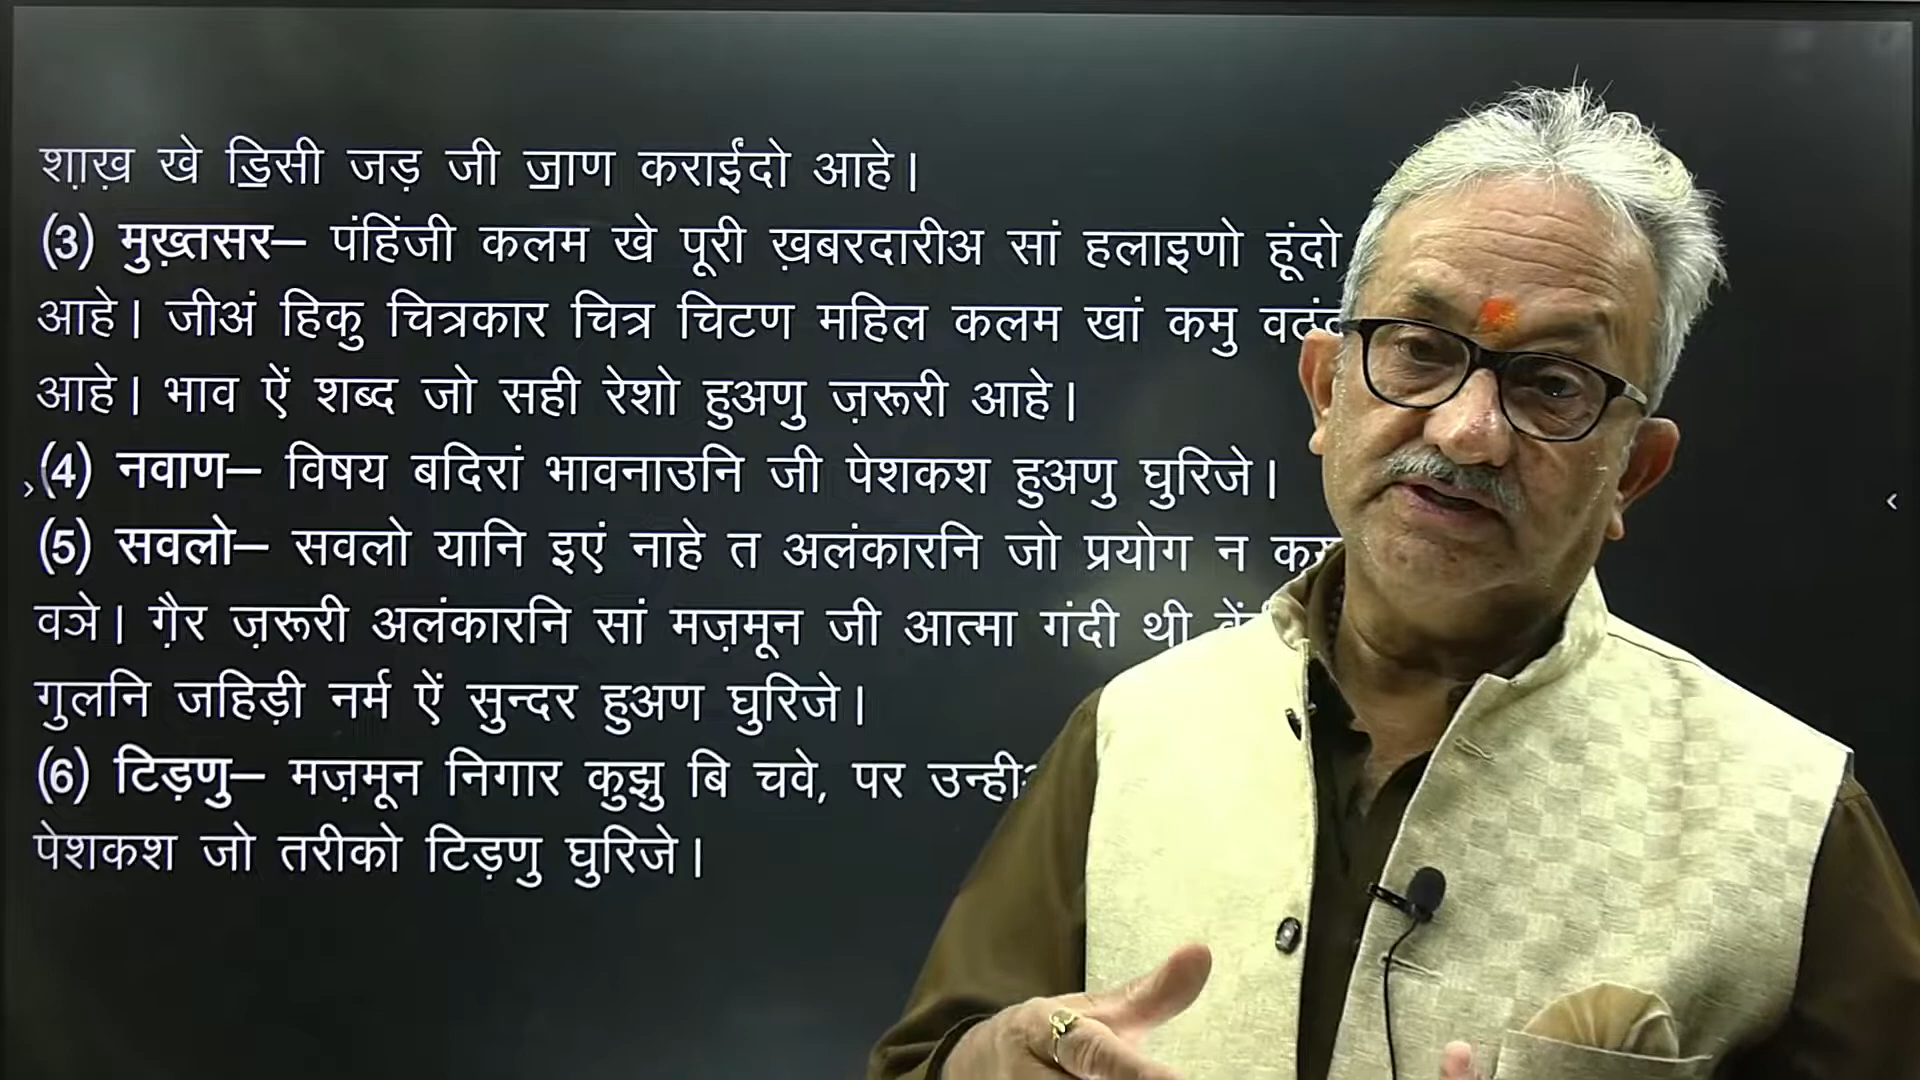 शाख़ खे ॾिसी जड़ जी ॼाण कराईंदो आहे।
(3) मुख़्तसर– पंहिंजी कलम खे पूरी ख़बरदारीअ सां हलाइणो हूंदो
आहे। जीअं हिकु चित्रकार चित्र चिटण महिल कलम खां कमु
आहे। भाव ऐं शब्द जो सही रेशो हुअणु ज़रूरी आहे।
(4) नवाण– विषय बदिरां भावनाउनि जी पेशकश हुअणु घुरिजे।
(5) सवलो– सवलो यानि इएं नाहे त अलंकारनि जो प्रयोग न
वञे। ग़ैर ज़रूरी अलंकारनि सां मज़मून जी आत्मा गंदी थी
गुलनि जहिड़ी नर्म ऐं सुन्दर हुअण घुरिजे।
(6) टिड़णु– मज़मून निगार कुझु बि चवे, पर
पेशकश जो तरीको टिड़णु घुरिजे।